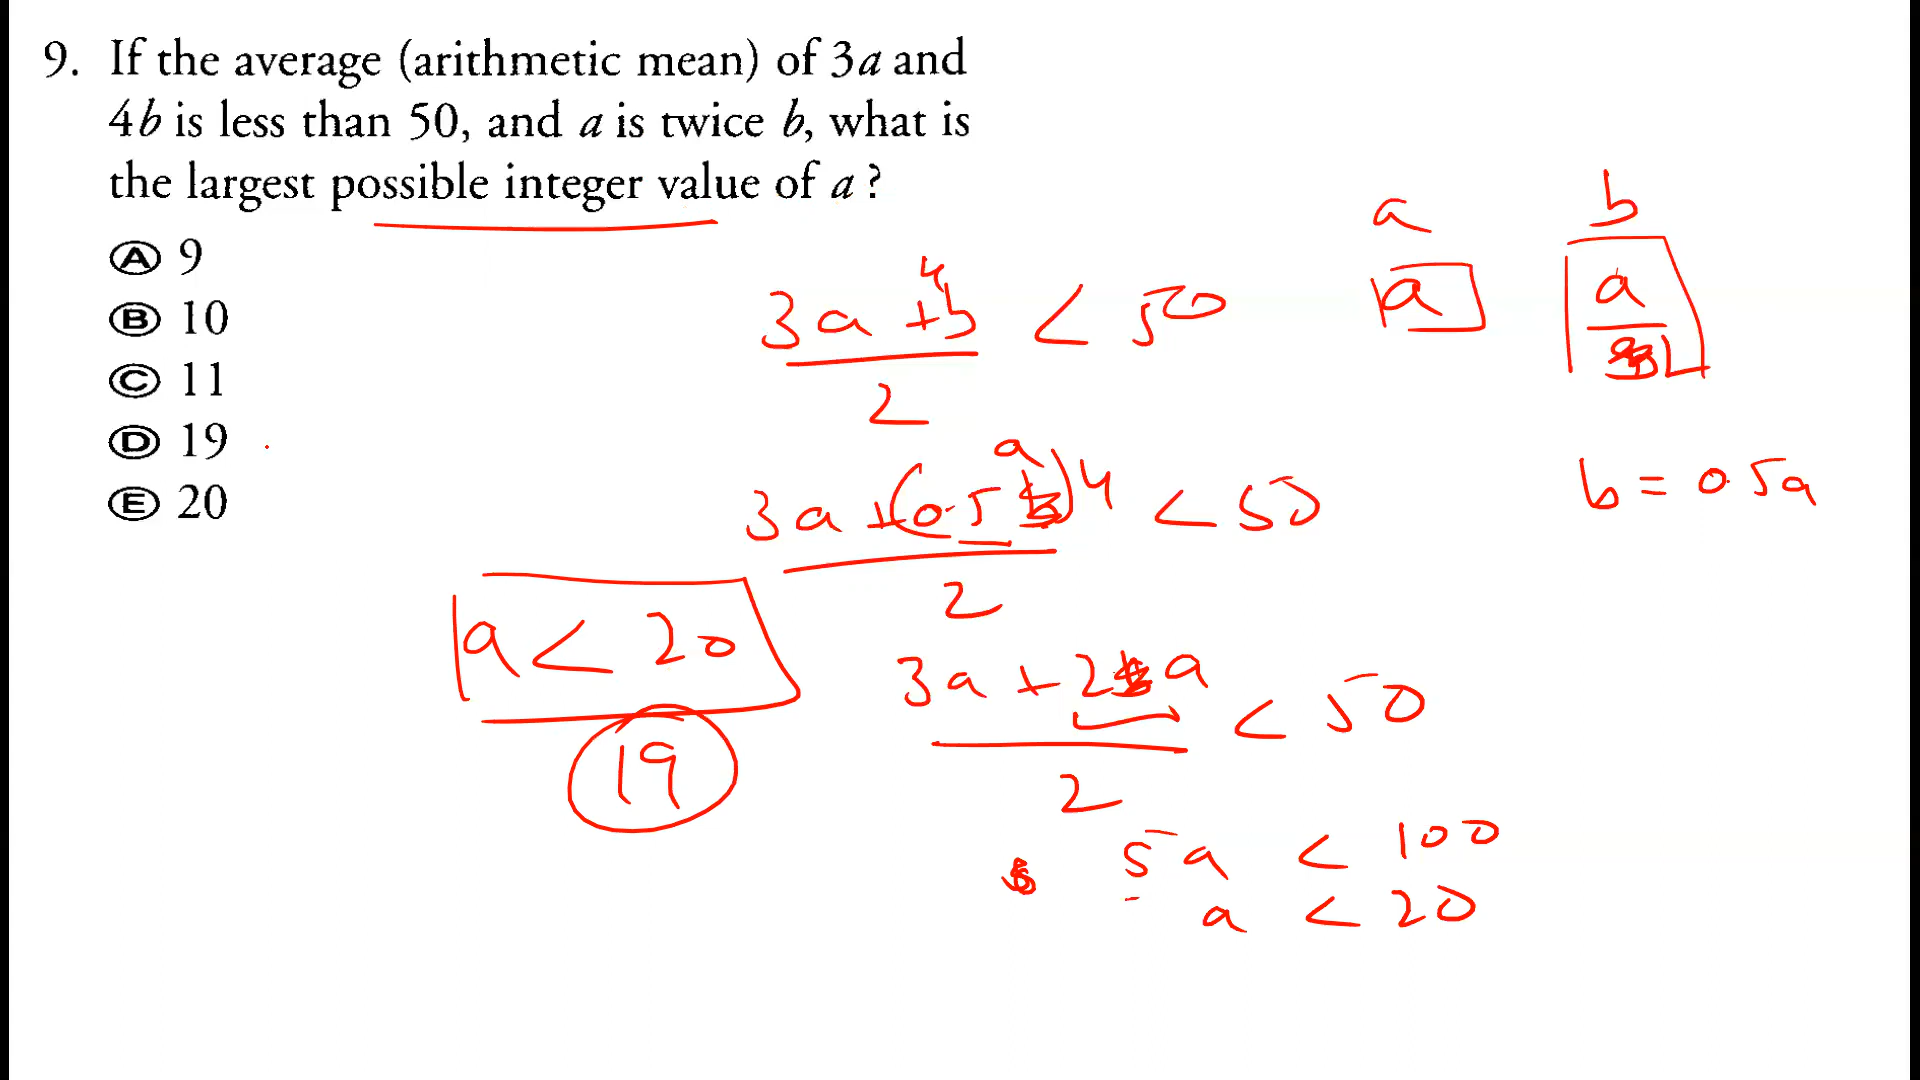 9. If the average (arithmetic mean) of 3a and
4b is less than 50, and a is twice b, what is
the largest possible integer value of a ?
A 9
B 10
C 11
D 19
E 20
a b
a a/2
3a + 4b / 2 < 50
b = 0.5a
3a + (0.5a)4 / 2 < 50
3a + 2a / 2 < 50
5a < 100
a < 20
a < 20
19